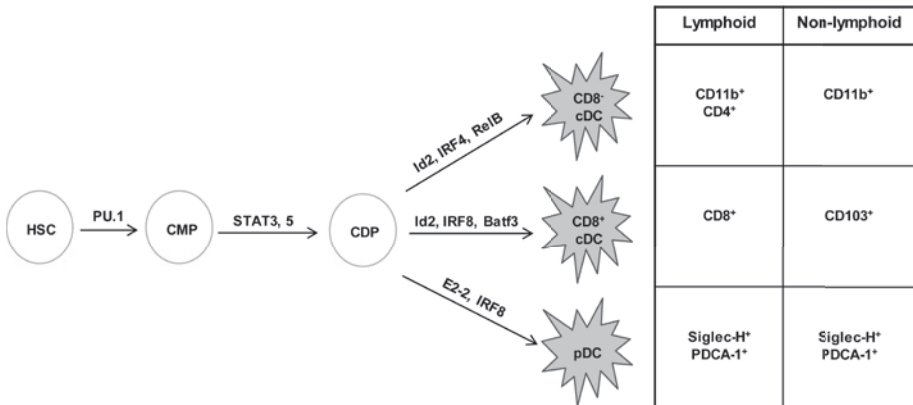 Lymphoid
Non-lymphoid
Id2, IRF4, RelB
CD8⁻
cDC
CD11b⁺
CD4⁺
CD11b⁺
HSC
PU.1
CMP
STAT3, 5
CDP
Id2, IRF8, Batf3
CD8⁺
cDC
CD8⁺
CD103⁺
E2-2, IRF8
pDC
Siglec-H⁺
PDCA-1⁺
Siglec-H⁺
PDCA-1⁺